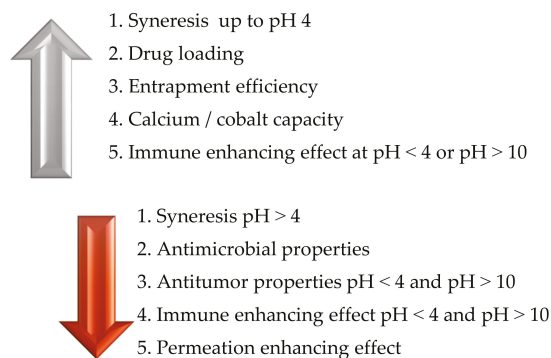 1. Syneresis up to pH 4
2. Drug loading
3. Entrapment efficiency
4. Calcium / cobalt capacity
5. Immune enhancing effect at pH < 4 or pH > 10
1. Syneresis pH > 4
2. Antimicrobial properties
3. Antitumor properties pH < 4 and pH > 10
4. Immune enhancing effect pH < 4 and pH > 10
5. Permeation enhancing effect